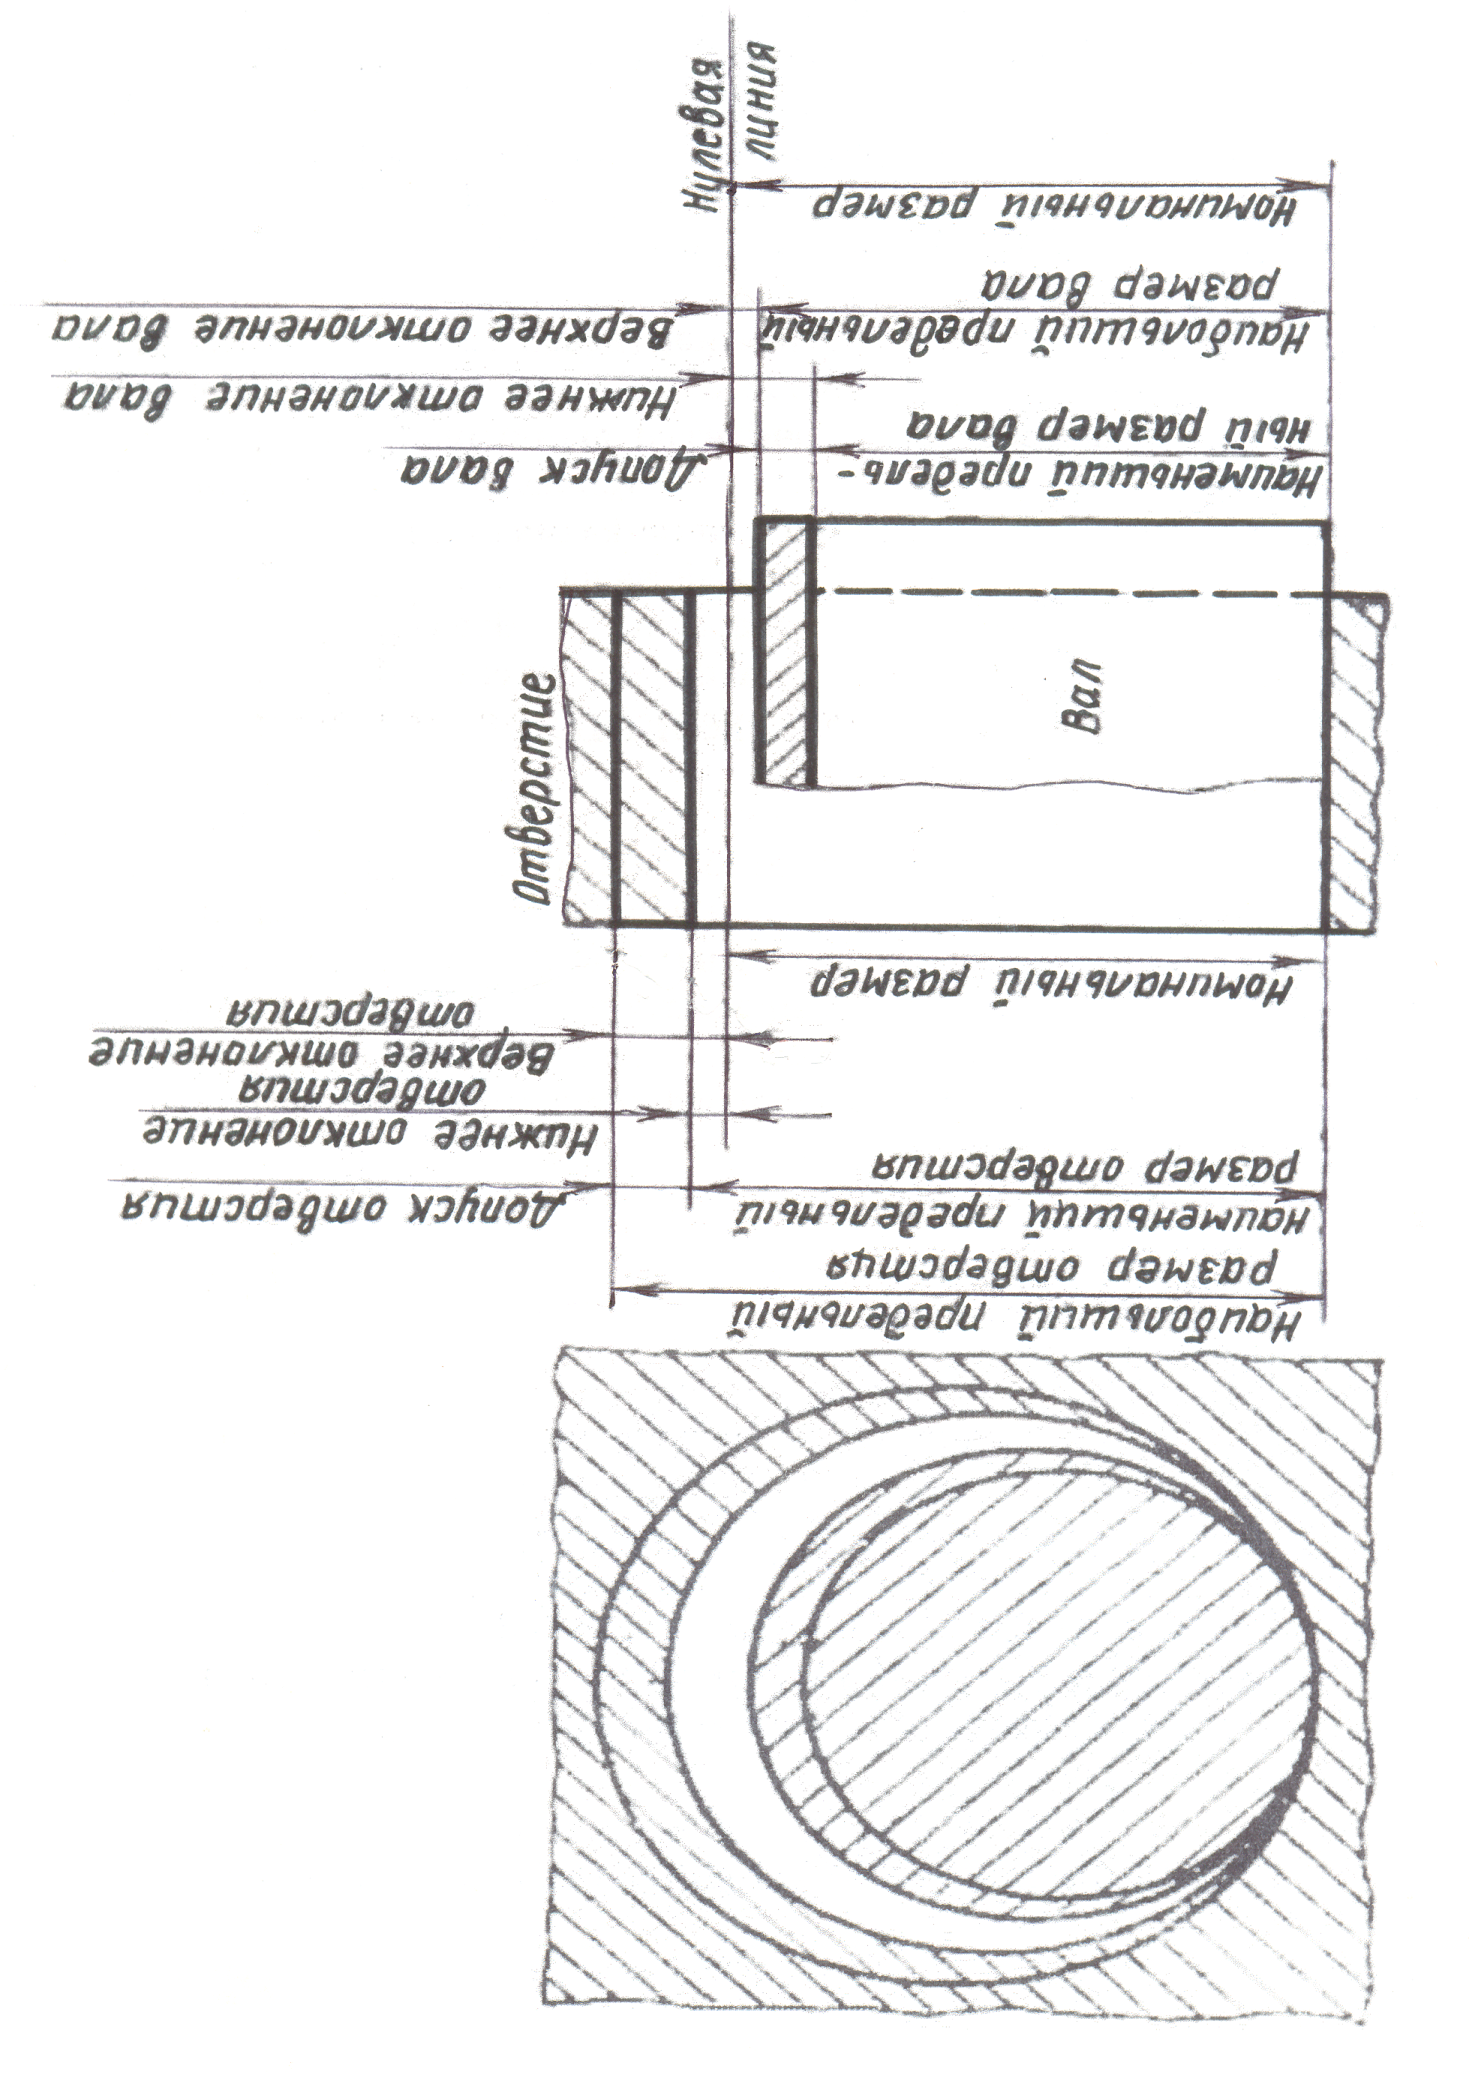 Нулевая
линия
Номинальный размер
Наибольший предельный
размер вала
Верхнее отклонение вала
Нижнее отклонение вала
Наименьший предель-
ный размер вала
Допуск вала
Отверстие
Вал
Номинальный размер
Верхнее отклонение
отверстия
Нижнее отклонение
отверстия
Допуск отверстия
Наименьший предельный
размер отверстия
Наибольший предельный
размер отверстия